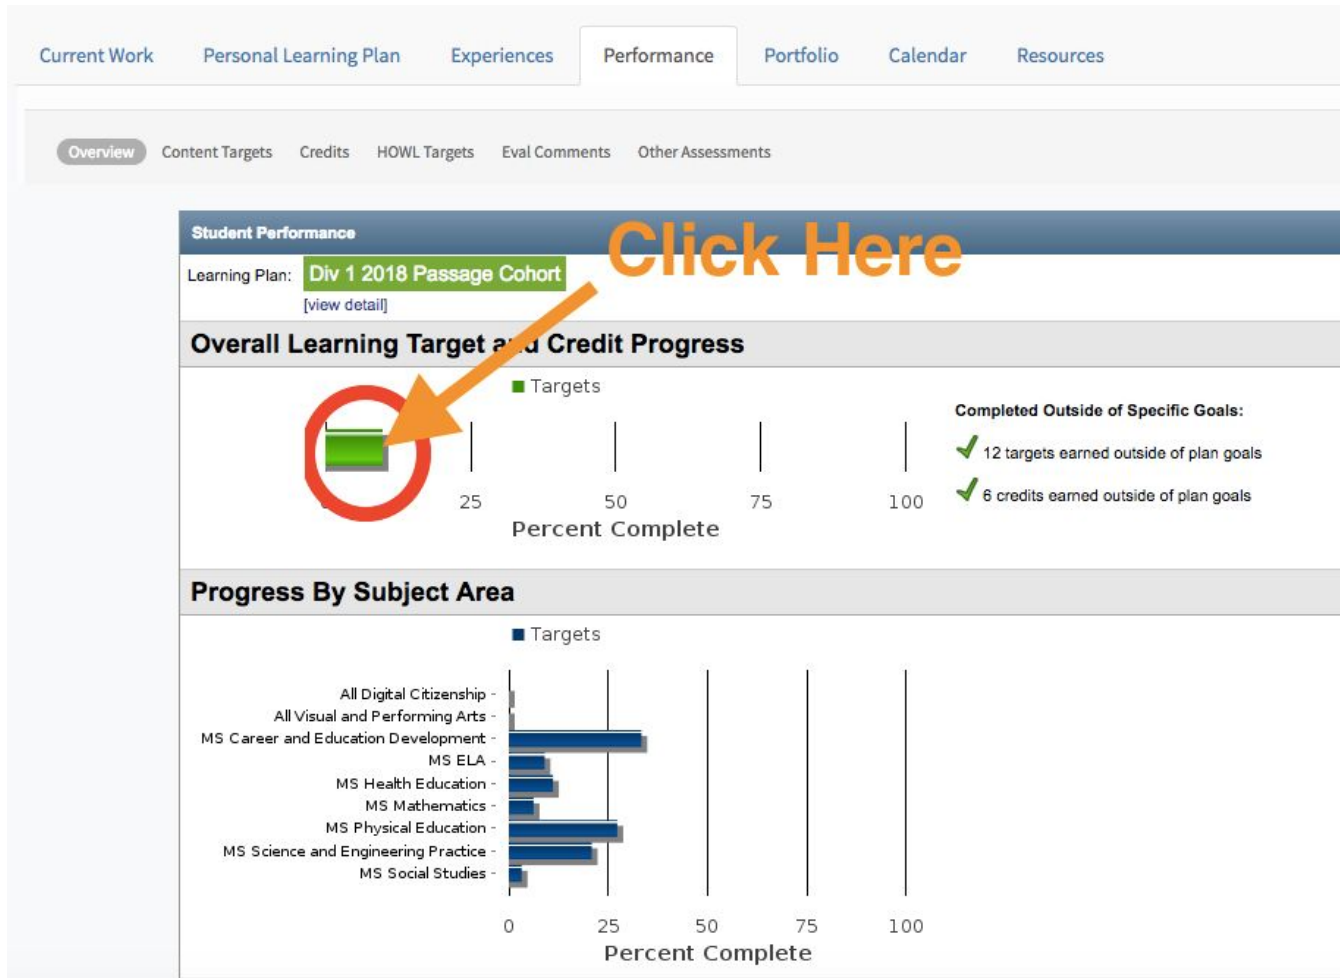 Current Work Personal Learning Plan Experiences Performance Portfolio Calendar Resources
Overview Content Targets Credits HOWL Targets Eval Comments Other Assessments
Student Performance
Click Here
Learning Plan: Div 1 2018 Passage Cohort
[view detail]
Overall Learning Target and Credit Progress
Targets
Completed Outside of Specific Goals:
12 targets earned outside of plan goals
6 credits earned outside of plan goals
25 50 75 100
Percent Complete
Progress By Subject Area
Targets
All Digital Citizenship
All Visual and Performing Arts
MS Career and Education Development
MS ELA
MS Health Education
MS Mathematics
MS Physical Education
MS Science and Engineering Practice
MS Social Studies
0 25 50 75 100
Percent Complete